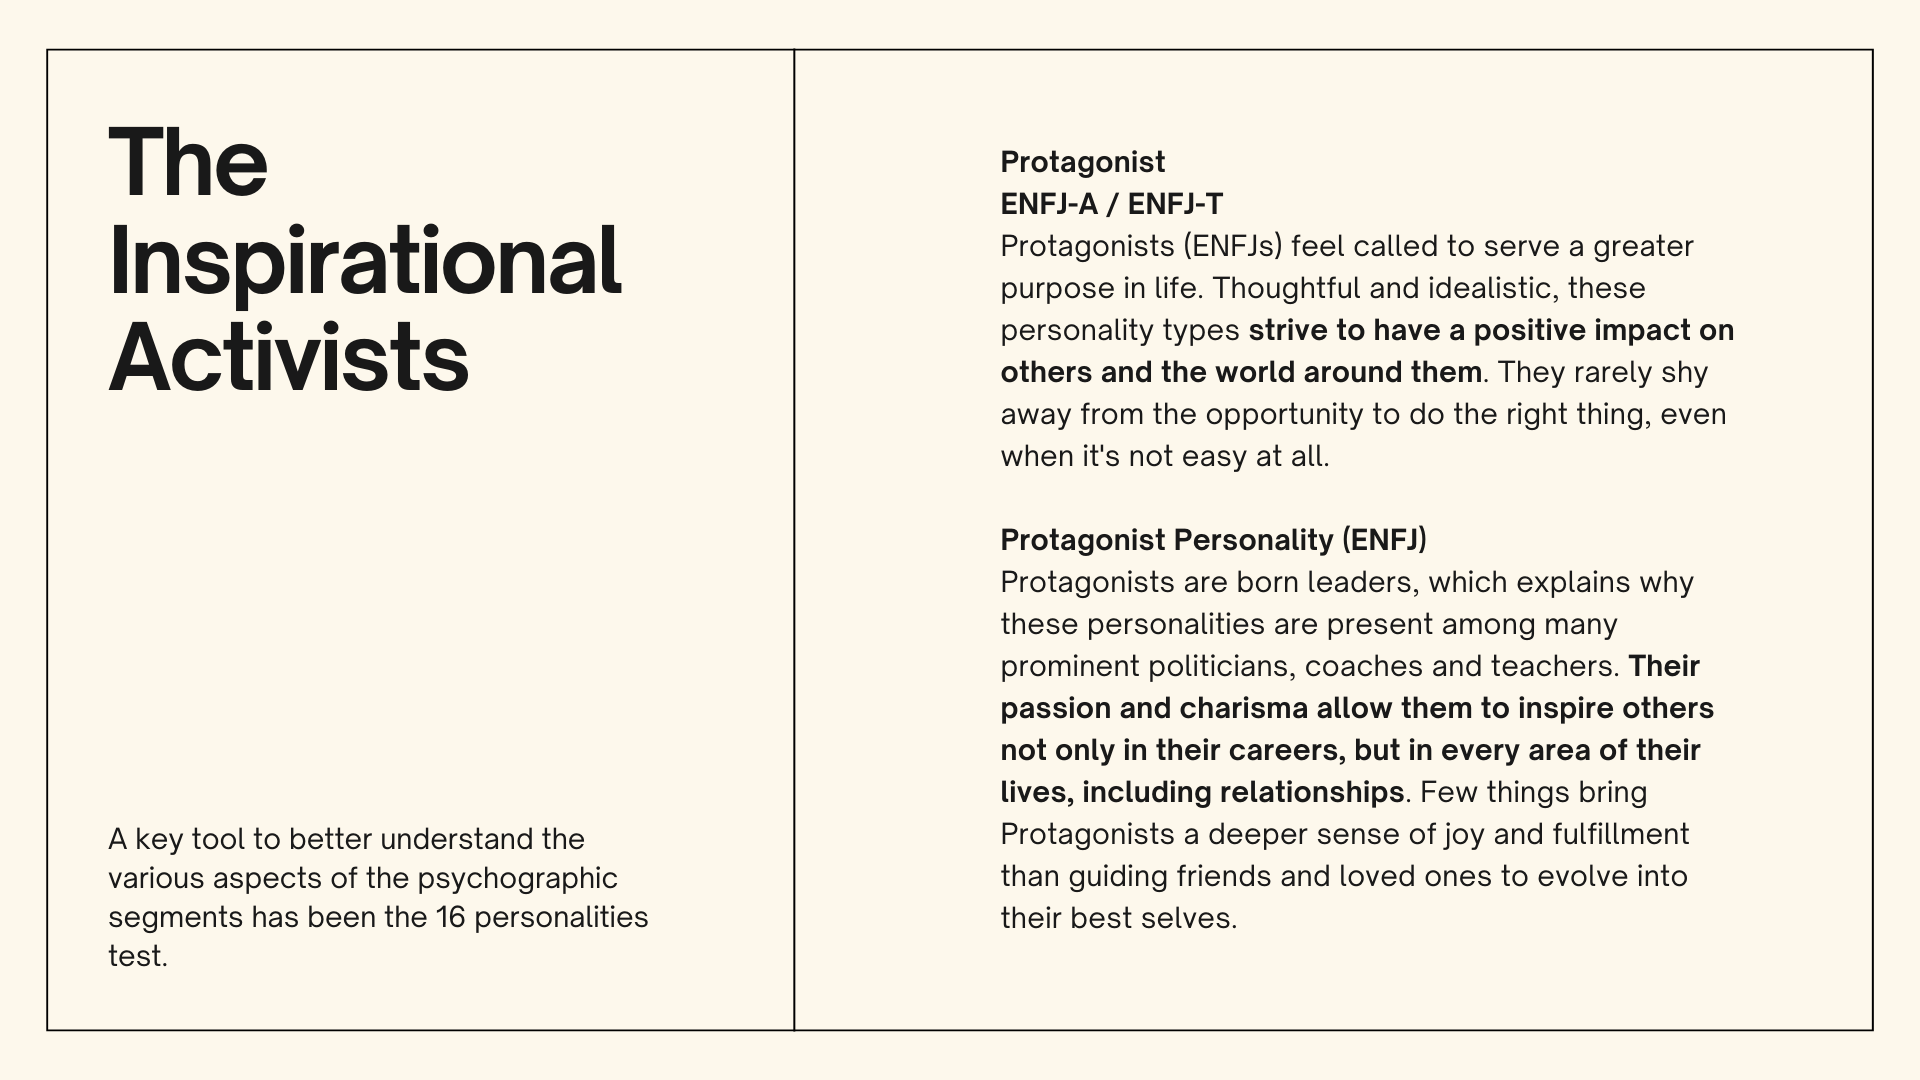 The
Inspirational
Activists
A key tool to better understand the
various aspects of the psychographic
segments has been the 16 personalities
test.
Protagonist
ENFJ-A / ENFJ-T
Protagonists (ENFJs) feel called to serve a greater
purpose in life. Thoughtful and idealistic, these
personality types strive to have a positive impact on
others and the world around them. They rarely shy
away from the opportunity to do the right thing, even
when it's not easy at all.
Protagonist Personality (ENFJ)
Protagonists are born leaders, which explains why
these personalities are present among many
prominent politicians, coaches and teachers. Their
passion and charisma allow them to inspire others
not only in their careers, but in every area of their
lives, including relationships. Few things bring
Protagonists a deeper sense of joy and fulfillment
than guiding friends and loved ones to evolve into
their best selves.